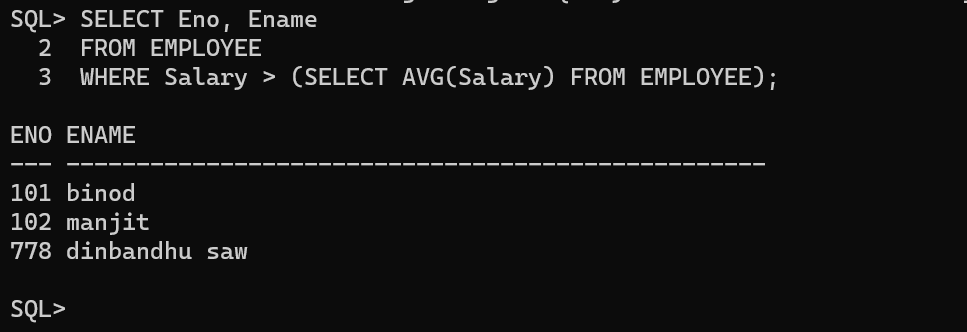 SQL> SELECT Eno, Ename
  2  FROM EMPLOYEE
  3  WHERE Salary > (SELECT AVG(Salary) FROM EMPLOYEE);

ENO ENAME
--- --------------------------------------------------
101 binod
102 manjit
778 dinbandhu saw

SQL>